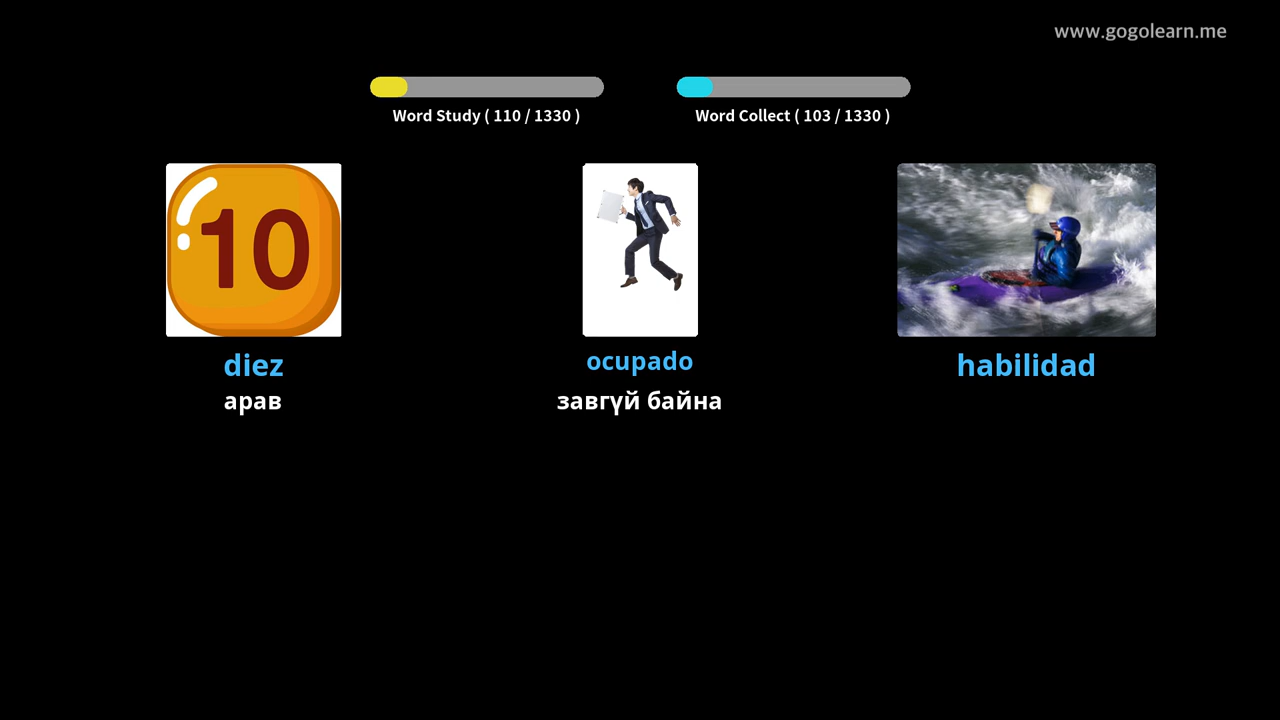 www.gogolearn.me
Word Study ( 110 / 1330 )
Word Collect ( 103 / 1330 )
10
diez
арав
ocupado
завгүй байна
habilidad